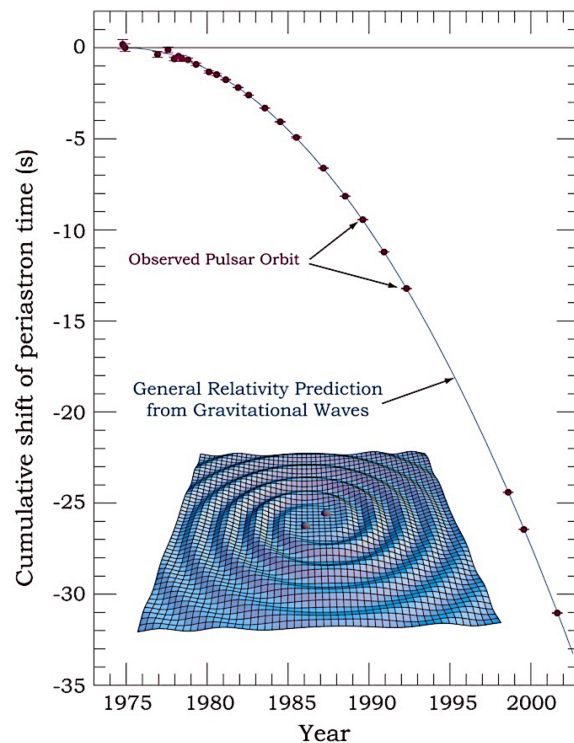 0
-5
-10
-15
-20
-25
-30
-35
Cumulative shift of periastron time (s)
Observed Pulsar Orbit
General Relativity Prediction
from Gravitational Waves
1975
1980
1985
1990
1995
2000
Year